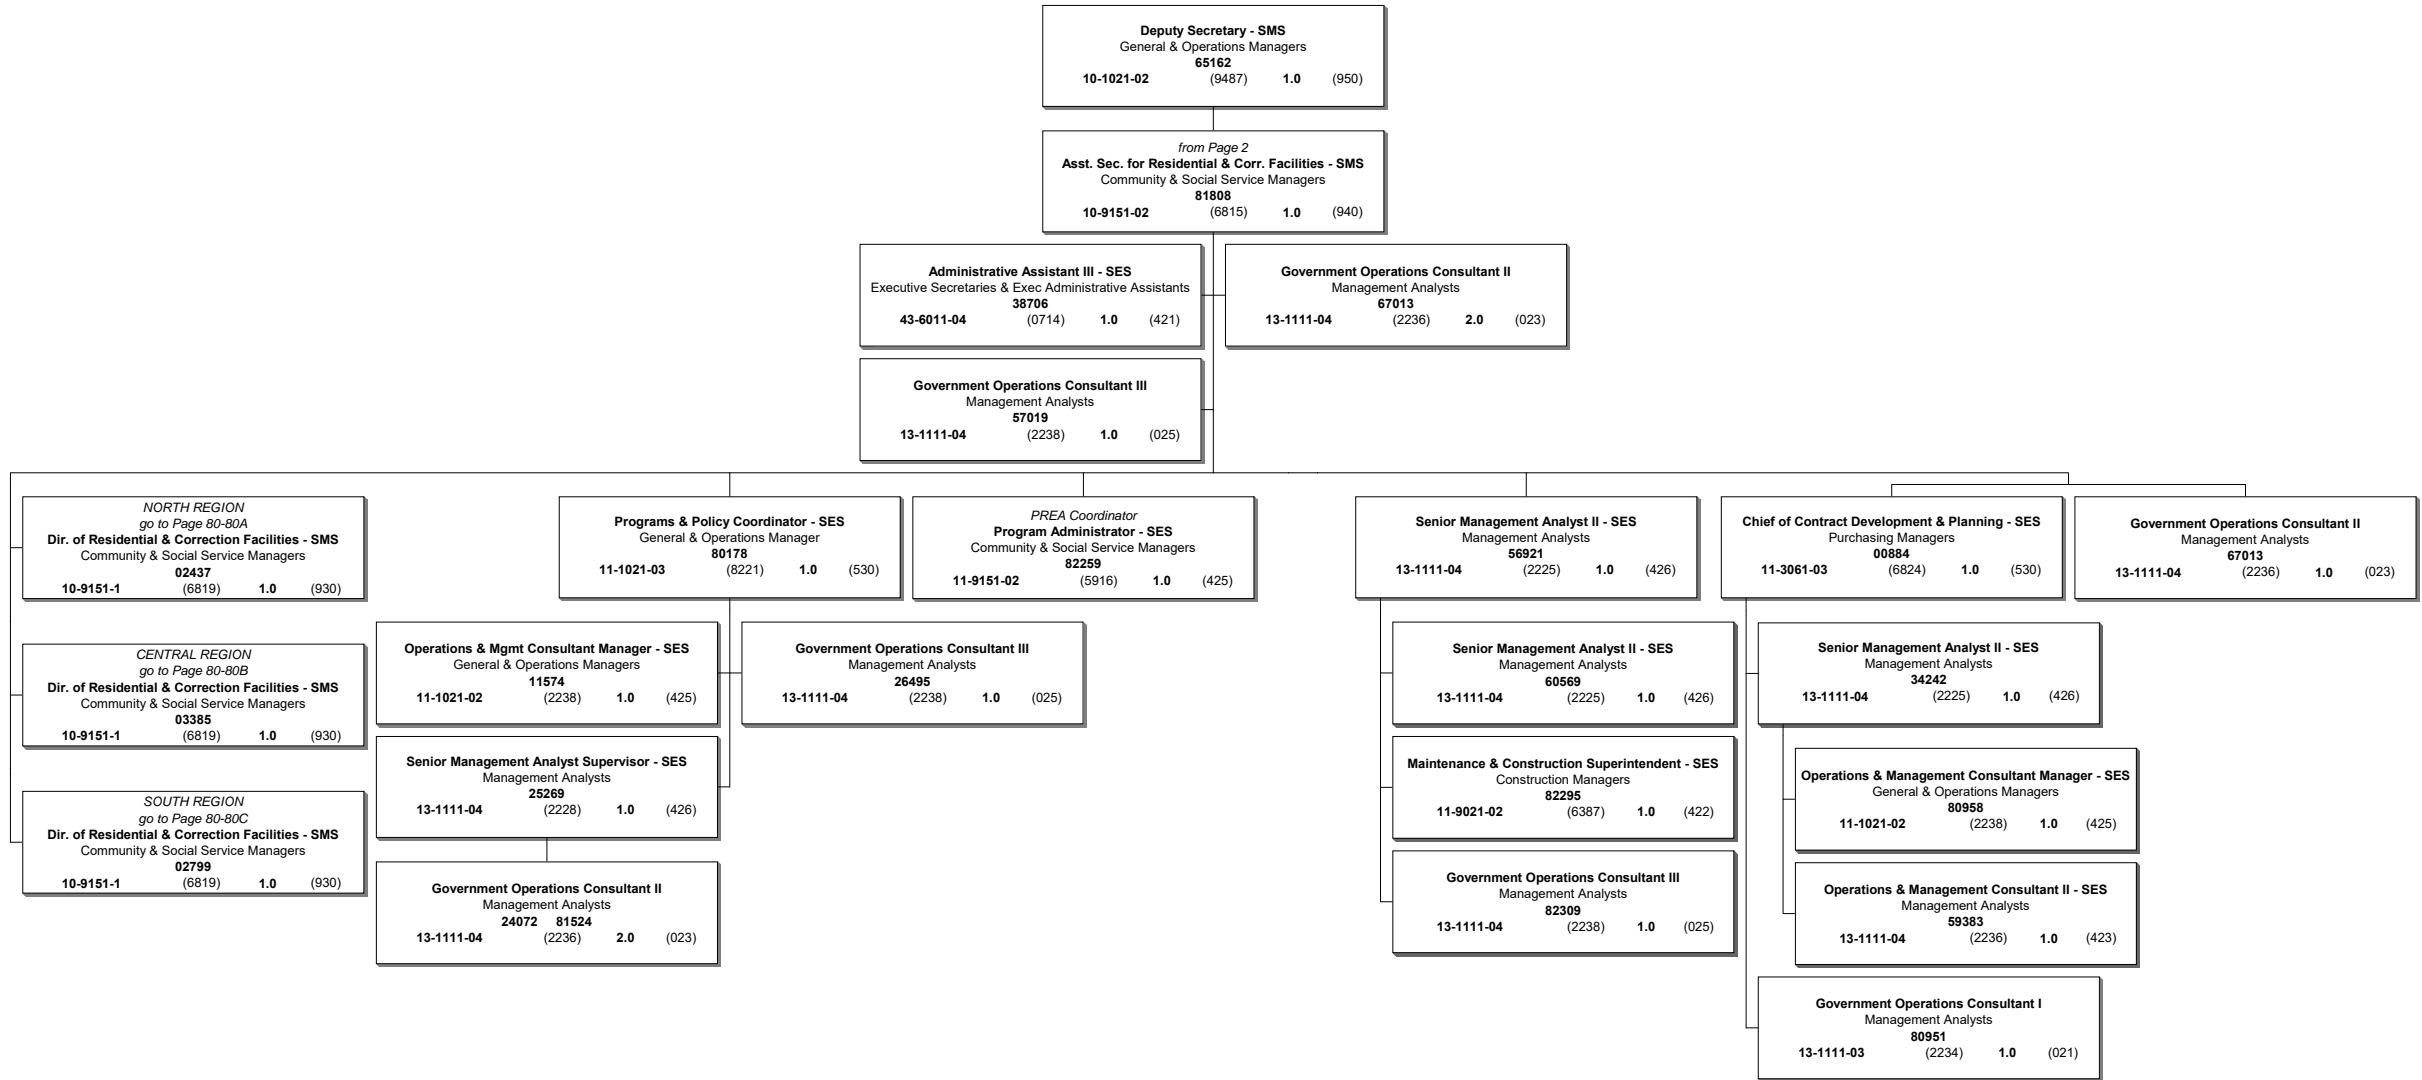 Deputy Secretary - SMS
General & Operations Managers
65162
10-1021-02 (9487) 1.0 (950)
from Page 2
Asst. Sec. for Residential & Corr. Facilities - SMS
Community & Social Service Managers
81808
10-9151-02 (6815) 1.0 (940)
Administrative Assistant III - SES
Executive Secretaries & Exec Administrative Assistants
38706
43-6011-04 (0714) 1.0 (421)
Government Operations Consultant II
Management Analysts
67013
13-1111-04 (2236) 2.0 (023)
Government Operations Consultant III
Management Analysts
57019
13-1111-04 (2238) 1.0 (025)
NORTH REGION
go to Page 80-80A
Dir. of Residential & Correction Facilities - SMS
Community & Social Service Managers
02437
10-9151-1 (6819) 1.0 (930)
CENTRAL REGION
go to Page 80-80B
Dir. of Residential & Correction Facilities - SMS
Community & Social Service Managers
03385
10-9151-1 (6819) 1.0 (930)
SOUTH REGION
go to Page 80-80C
Dir. of Residential & Correction Facilities - SMS
Community & Social Service Managers
02799
10-9151-1 (6819) 1.0 (930)
Programs & Policy Coordinator - SES
General & Operations Manager
80178
11-1021-03 (8221) 1.0 (530)
Operations & Mgmt Consultant Manager - SES
General & Operations Managers
11574
11-1021-02 (2238) 1.0 (425)
Government Operations Consultant III
Management Analysts
26495
13-1111-04 (2238) 1.0 (025)
Senior Management Analyst Supervisor - SES
Management Analysts
25269
13-1111-04 (2228) 1.0 (426)
Government Operations Consultant II
Management Analysts
24072 81524
13-1111-04 (2236) 2.0 (023)
PREA Coordinator
Program Administrator - SES
Community & Social Service Managers
82259
11-9151-02 (5916) 1.0 (425)
Senior Management Analyst II - SES
Management Analysts
56921
13-1111-04 (2225) 1.0 (426)
Senior Management Analyst II - SES
Management Analysts
60569
13-1111-04 (2225) 1.0 (426)
Maintenance & Construction Superintendent - SES
Construction Managers
82295
11-9021-02 (6387) 1.0 (422)
Government Operations Consultant III
Management Analysts
82309
13-1111-04 (2238) 1.0 (025)
Chief of Contract Development & Planning - SES
Purchasing Managers
00884
11-3061-03 (6824) 1.0 (530)
Senior Management Analyst II - SES
Management Analysts
34242
13-1111-04 (2225) 1.0 (426)
Operations & Management Consultant Manager - SES
General & Operations Managers
80958
11-1021-02 (2238) 1.0 (425)
Operations & Management Consultant II - SES
Management Analysts
59383
13-1111-04 (2236) 1.0 (423)
Government Operations Consultant I
Management Analysts
80951
13-1111-03 (2234) 1.0 (021)
Government Operations Consultant II
Management Analysts
67013
13-1111-04 (2236) 1.0 (023)